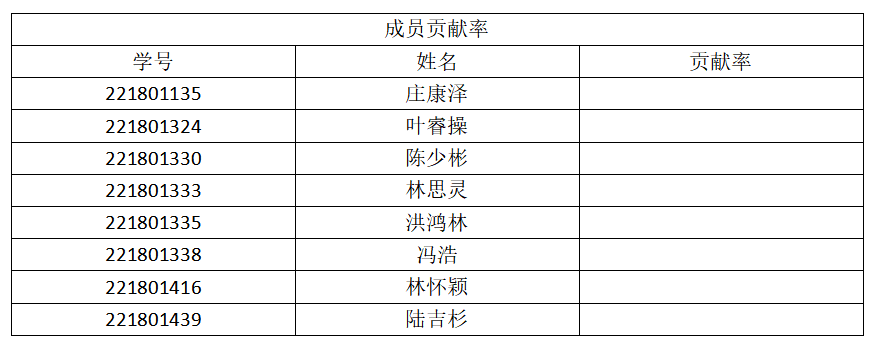 成员贡献率
学号 姓名 贡献率
221801135 庄康泽
221801324 叶睿操
221801330 陈少彬
221801333 林思灵
221801335 洪鸿林
221801338 冯浩
221801416 林怀颖
221801439 陆吉杉